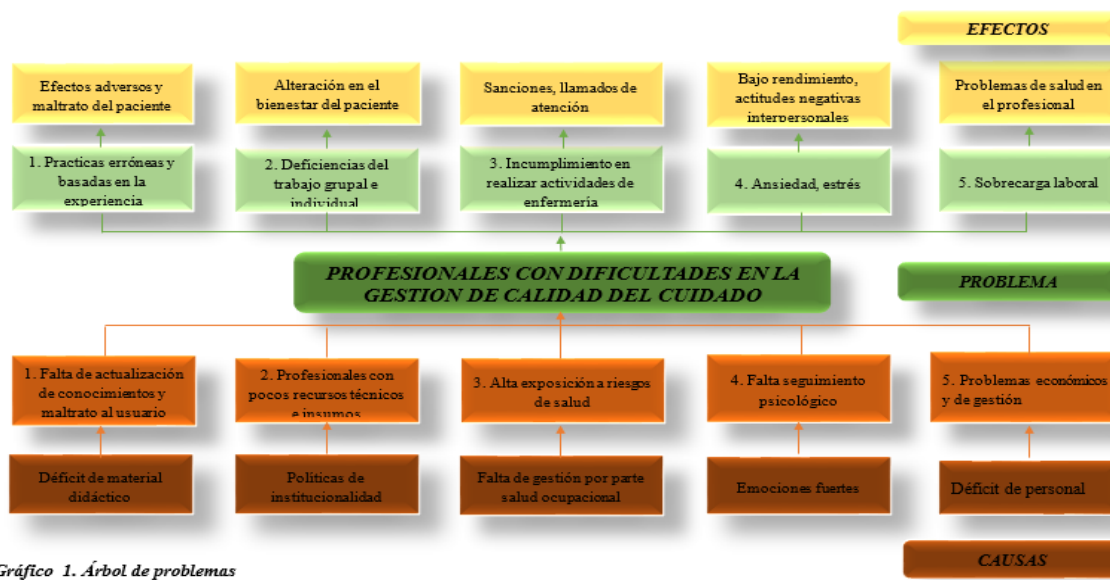 EFECTOS
Efectos adversos y
maltrato del paciente
Alteración en el
bienestar del paciente
Sanciones, llamados de
atención
Bajo rendimiento,
actitudes negativas
interpersonales
Problemas de salud en
el profesional
1. Practicas erróneas y
basadas en la
experiencia
2. Deficiencias del
trabajo grupal e
individual
3. Incumplimiento en
realizar actividades de
enfermería
4. Ansiedad, estrés
5. Sobrecarga laboral
PROFESIONALES CON DIFICULTADES EN LA
GESTION DE CALIDAD DEL CUIDADO
PROBLEMA
1. Falta de actualización
de conocimientos y
maltrato al usuario
2. Profesionales con
pocos recursos técnicos
e insumos
3. Alta exposición a riesgos
de salud
4. Falta seguimiento
psicológico
5. Problemas económicos
y de gestión
Déficit de material
didáctico
Políticas de
institucionalidad
Falta de gestión por parte
salud ocupacional
Emociones fuertes
Déficit de personal
CAUSAS
Gráfico 1. Árbol de problemas